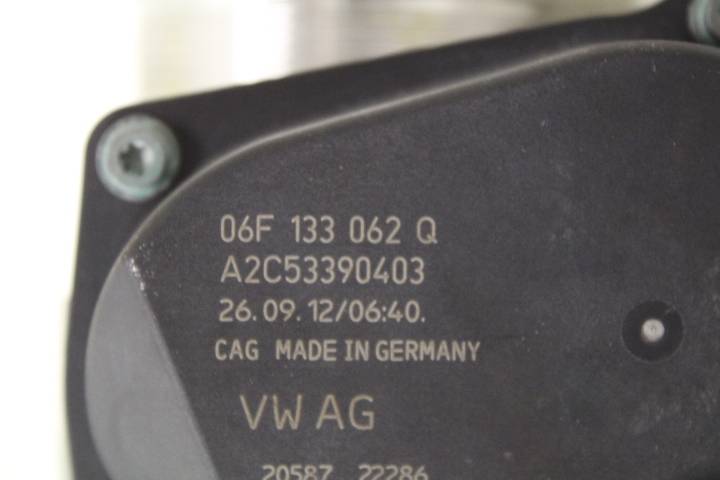 06F 133 062 Q
A2C53390403
26.09.12/06:40.
CAG MADE IN GERMANY
VW AG
20587 22286